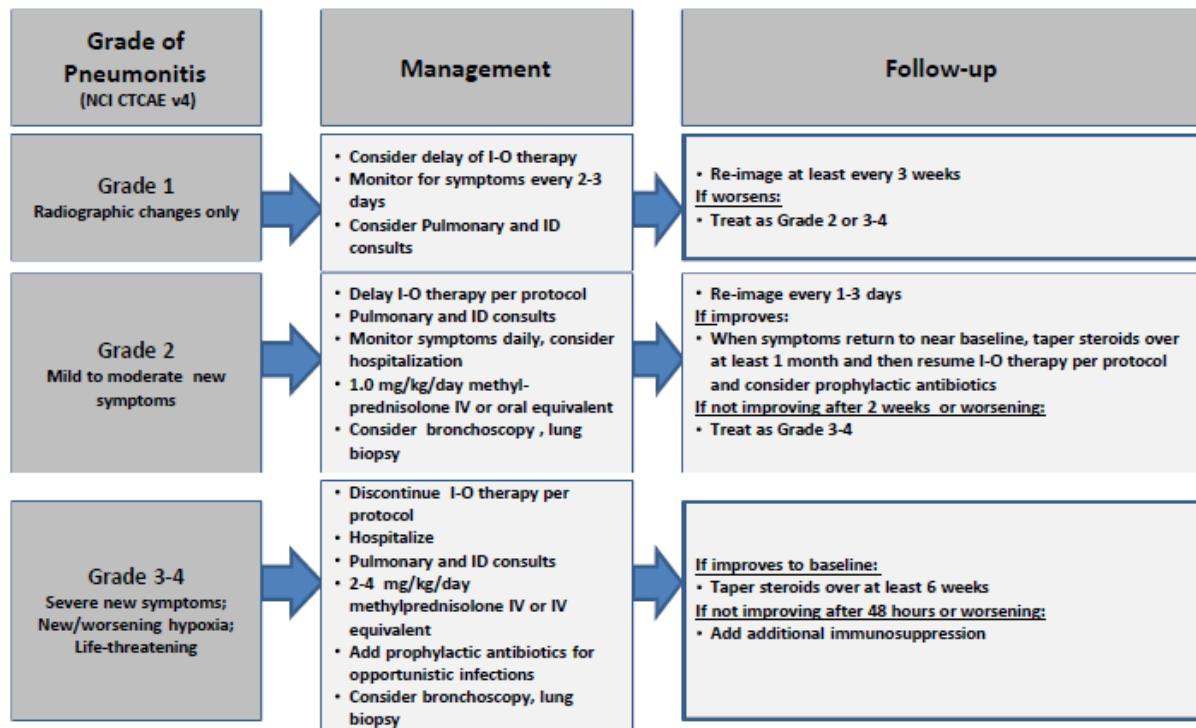 Grade of
Pneumonitis
(NCI CTCAE v4)
Management
Follow-up
Grade 1
Radiographic changes only
• Consider delay of I-O therapy
• Monitor for symptoms every 2-3
days
• Consider Pulmonary and ID
consults
• Re-image at least every 3 weeks
If worsens:
• Treat as Grade 2 or 3-4
Grade 2
Mild to moderate new
symptoms
• Delay I-O therapy per protocol
• Pulmonary and ID consults
• Monitor symptoms daily, consider
hospitalization
• 1.0 mg/kg/day methyl-
prednisolone IV or oral equivalent
• Consider bronchoscopy , lung
biopsy
• Re-image every 1-3 days
If improves:
• When symptoms return to near baseline, taper steroids over
at least 1 month and then resume I-O therapy per protocol
and consider prophylactic antibiotics
If not improving after 2 weeks or worsening:
• Treat as Grade 3-4
Grade 3-4
Severe new symptoms;
New/worsening hypoxia;
Life-threatening
• Discontinue I-O therapy per
protocol
• Hospitalize
• Pulmonary and ID consults
• 2-4 mg/kg/day
methylprednisolone IV or IV
equivalent
• Add prophylactic antibiotics for
opportunistic infections
• Consider bronchoscopy, lung
biopsy
If improves to baseline:
• Taper steroids over at least 6 weeks
If not improving after 48 hours or worsening:
• Add additional immunosuppression